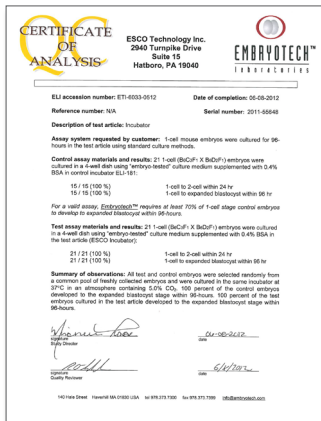 CERTIFICATE
OF
ANALYSIS
ESCO Technology Inc.
2940 Turnpike Drive
Suite 15
Hatboro, PA 19040
EMBRYOTECH™
laboratories
ELI accession number: ETI-6033-0512
Date of completion: 06-08-2012
Reference number: N/A
Serial number: 2011-55648
Description of test article: Incubator
Assay system requested by customer: 1-cell mouse embryos were cultured for 96-
hours in the test article using standard culture methods.
Control assay materials and results: 21 1-cell (B6C3F1 X B6D2F1) embryos were
cultured in a 4-well dish using "embryo-tested" culture medium supplemented with 0.4%
BSA in control incubator ELI-181:
15 / 15 (100 %) 1-cell to 2-cell within 24 hr
15 / 15 (100 %) 1-cell to expanded blastocyst within 96 hr
For a valid assay, Embryotech™ requires at least 70% of 1-cell stage control embryos
to develop to expanded blastocyst within 96-hours.
Test assay materials and results: 21 1-cell (B6C3F1 X B6D2F1) embryos were cultured
in a 4-well dish using "embryo-tested" culture medium supplemented with 0.4% BSA in
the test article (ESCO Incubator):
21 / 21 (100 %) 1-cell to 2-cell within 24 hr
21 / 21 (100 %) 1-cell to expanded blastocyst within 96 hr
Summary of observations: All test and control embryos were selected randomly from
a common pool of freshly collected embryos and were cultured in the same incubator at
37°C in an atmosphere containing 5.0% CO2. 100 percent of the control embryos
developed to the expanded blastocyst stage within 96-hours. 100 percent of the test
embryos cultured in the test article developed to the expanded blastocyst stage within
96-hours.
06-08-2012
signature
date
Study Director
6/8/2012
signature
date
Quality Reviewer
140 Hale Street Haverhill MA 01830 USA tel 978.373.7300 fax 978.373.7393 info@embryotech.com